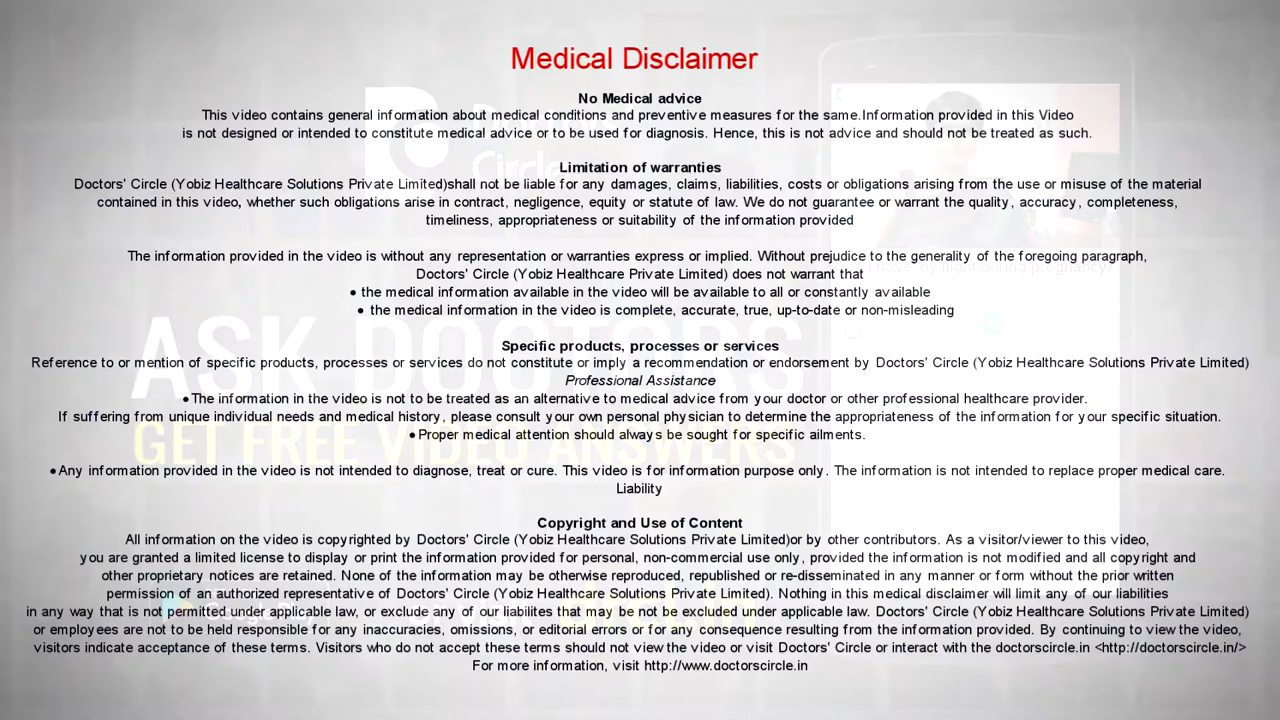 Medical Disclaimer
No Medical advice
This video contains general information about medical conditions and preventive measures for the same.Information provided in this Video
is not designed or intended to constitute medical advice or to be used for diagnosis. Hence, this is not advice and should not be treated as such.
Limitation of warranties
Doctors' Circle (Yobiz Healthcare Solutions Private Limited)shall not be liable for any damages, claims, liabilities, costs or obligations arising from the use or misuse of the material
contained in this video, whether such obligations arise in contract, negligence, equity or statute of law. We do not guarantee or warrant the quality, accuracy, completeness,
timeliness, appropriateness or suitability of the information provided
The information provided in the video is without any representation or warranties express or implied. Without prejudice to the generality of the foregoing paragraph,
Doctors' Circle (Yobiz Healthcare Private Limited) does not warrant that
• the medical information available in the video will be available to all or constantly available
• the medical information in the video is complete, accurate, true, up-to-date or non-misleading
Specific products, processes or services
Reference to or mention of specific products, processes or services do not constitute or imply a recommendation or endorsement by Doctors' Circle (Yobiz Healthcare Solutions Private Limited)
Professional Assistance
•The information in the video is not to be treated as an alternative to medical advice from your doctor or other professional healthcare provider.
If suffering from unique individual needs and medical history, please consult your own personal physician to determine the appropriateness of the information for your specific situation.
•Proper medical attention should always be sought for specific ailments.
•Any information provided in the video is not intended to diagnose, treat or cure. This video is for information purpose only. The information is not intended to replace proper medical care.
Liability
Copyright and Use of Content
All information on the video is copyrighted by Doctors' Circle (Yobiz Healthcare Solutions Private Limited)or by other contributors. As a visitor/viewer to this video,
you are granted a limited license to display or print the information provided for personal, non-commercial use only, provided the information is not modified and all copyright and
other proprietary notices are retained. None of the information may be otherwise reproduced, republished or re-disseminated in any manner or form without the prior written
permission of an authorized representative of Doctors' Circle (Yobiz Healthcare Solutions Private Limited). Nothing in this medical disclaimer will limit any of our liabilities
in any way that is not permitted under applicable law, or exclude any of our liabilites that may be not be excluded under applicable law. Doctors' Circle (Yobiz Healthcare Solutions Private Limited)
or employees are not to be held responsible for any inaccuracies, omissions, or editorial errors or for any consequence resulting from the information provided. By continuing to view the video,
visitors indicate acceptance of these terms. Visitors who do not accept these terms should not view the video or visit Doctors' Circle or interact with the doctorscircle.in <http://doctorscircle.in/>
For more information, visit http://www.doctorscircle.in
Circle
ASK DOCTORS
GET FREE VIDEO ANSWERS
Google Play
during pregnancy?